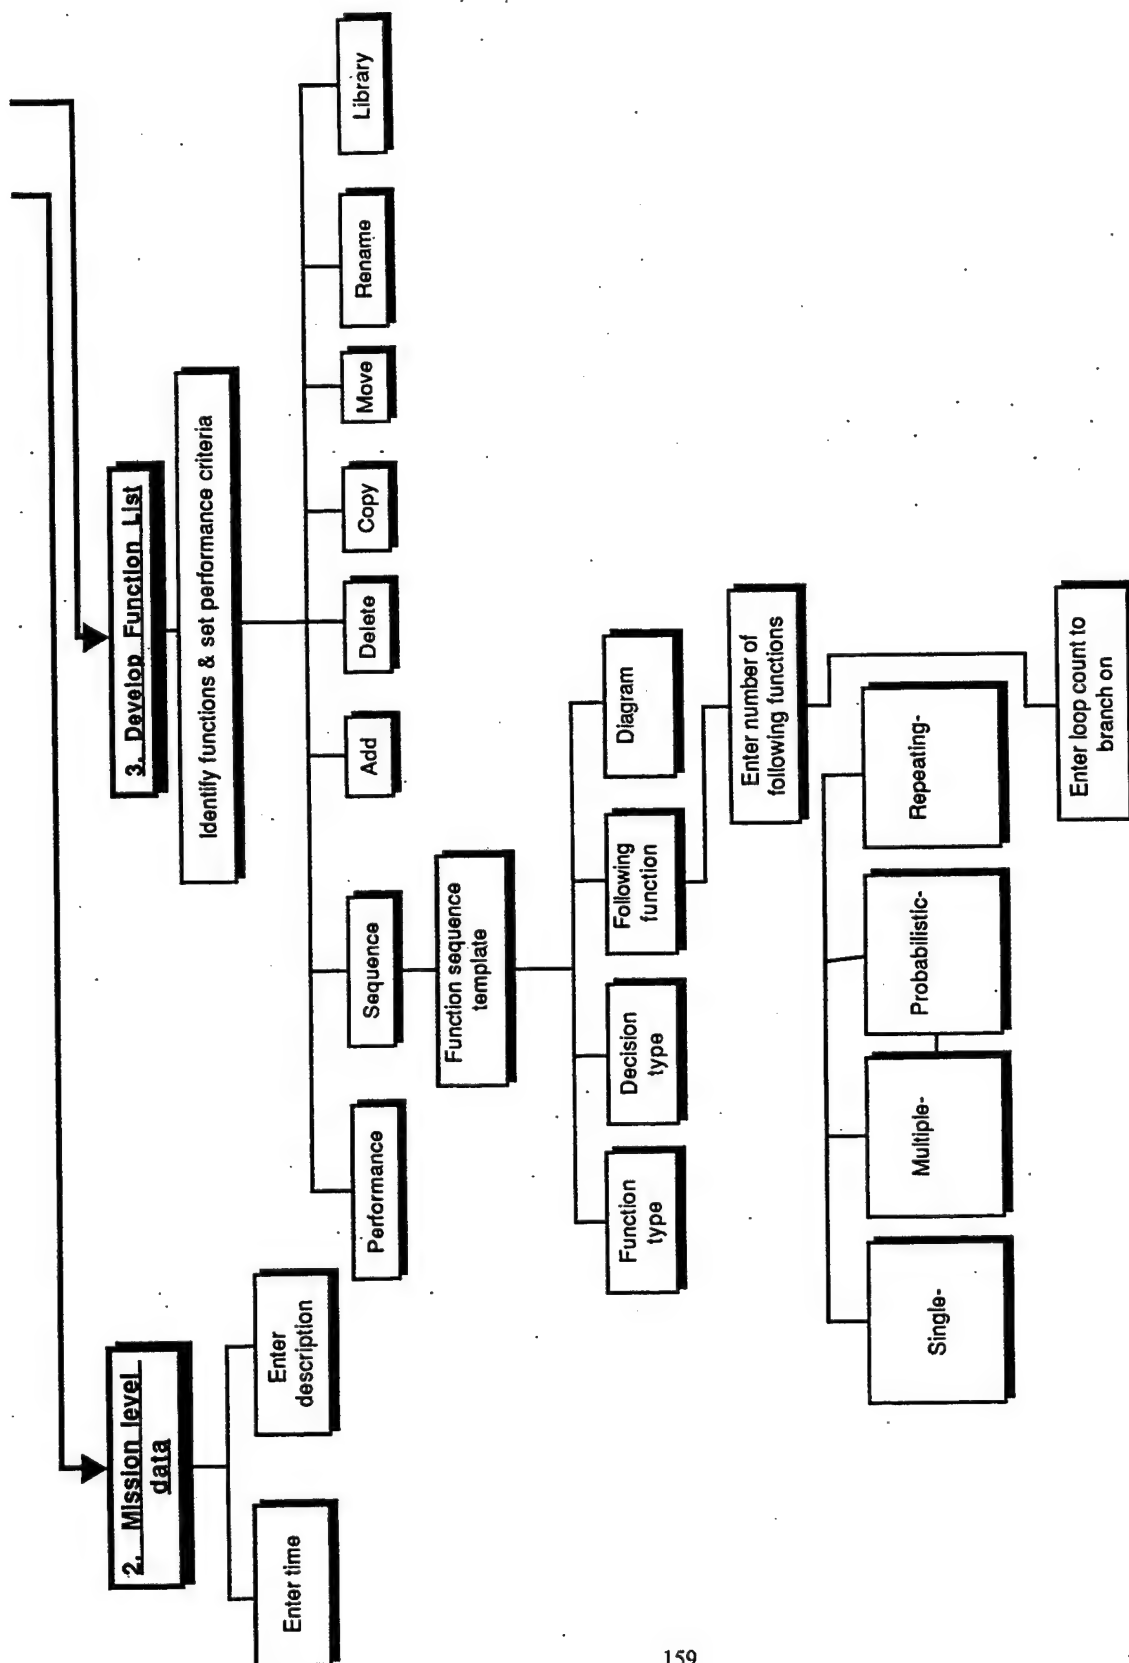 2. Mission level
data
Enter time
Enter
description
3. Develop Function List
Identify functions & set performance criteria
Performance
Sequence
Add
Delete
Copy
Move
Rename
Library
Function sequence
template
Function
type
Decision
type
Following
function
Diagram
Enter number of
following functions
Single-
Multiple-
Probabilistic-
Repeating-
Enter loop count to
branch on
159